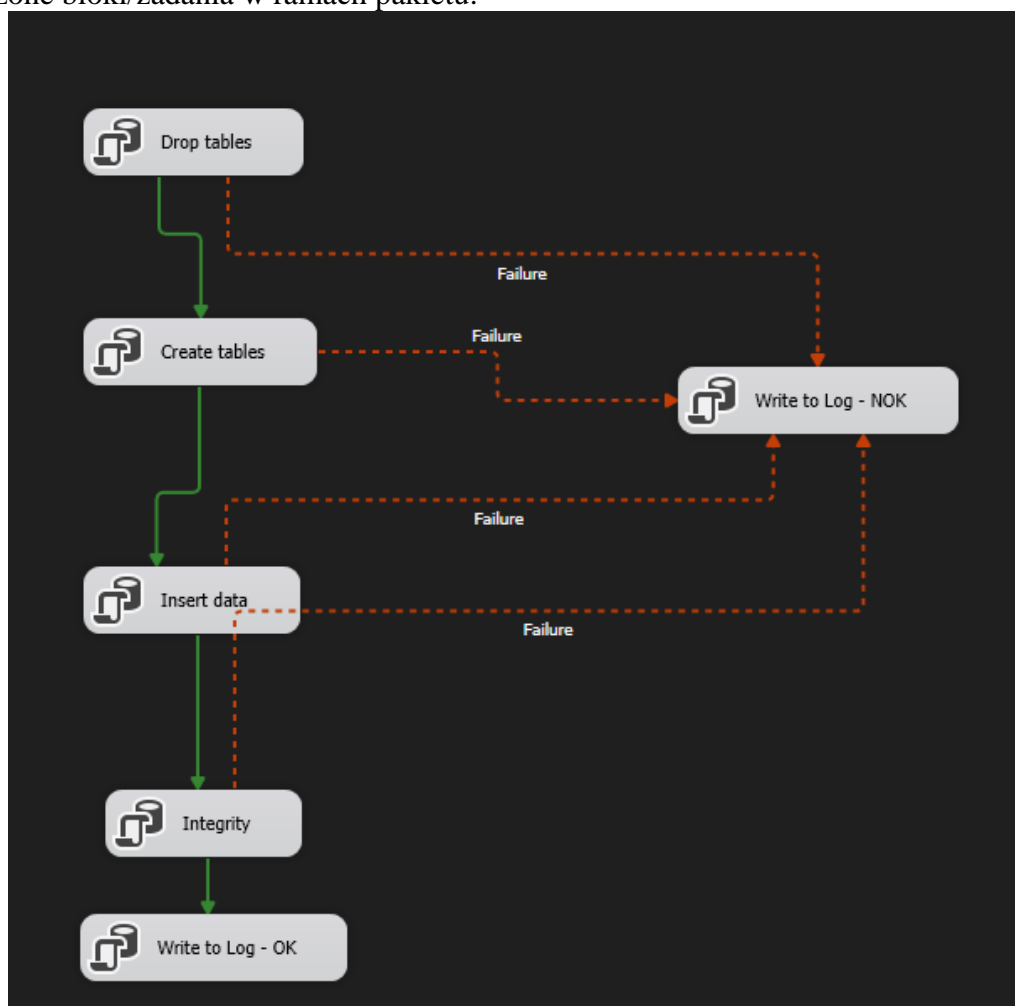 bloki/zadania w ramach pakietu:
Drop tables
Failure
Failure
Create tables
Write to Log - NOK
Failure
Insert data
Failure
Integrity
Write to Log - OK